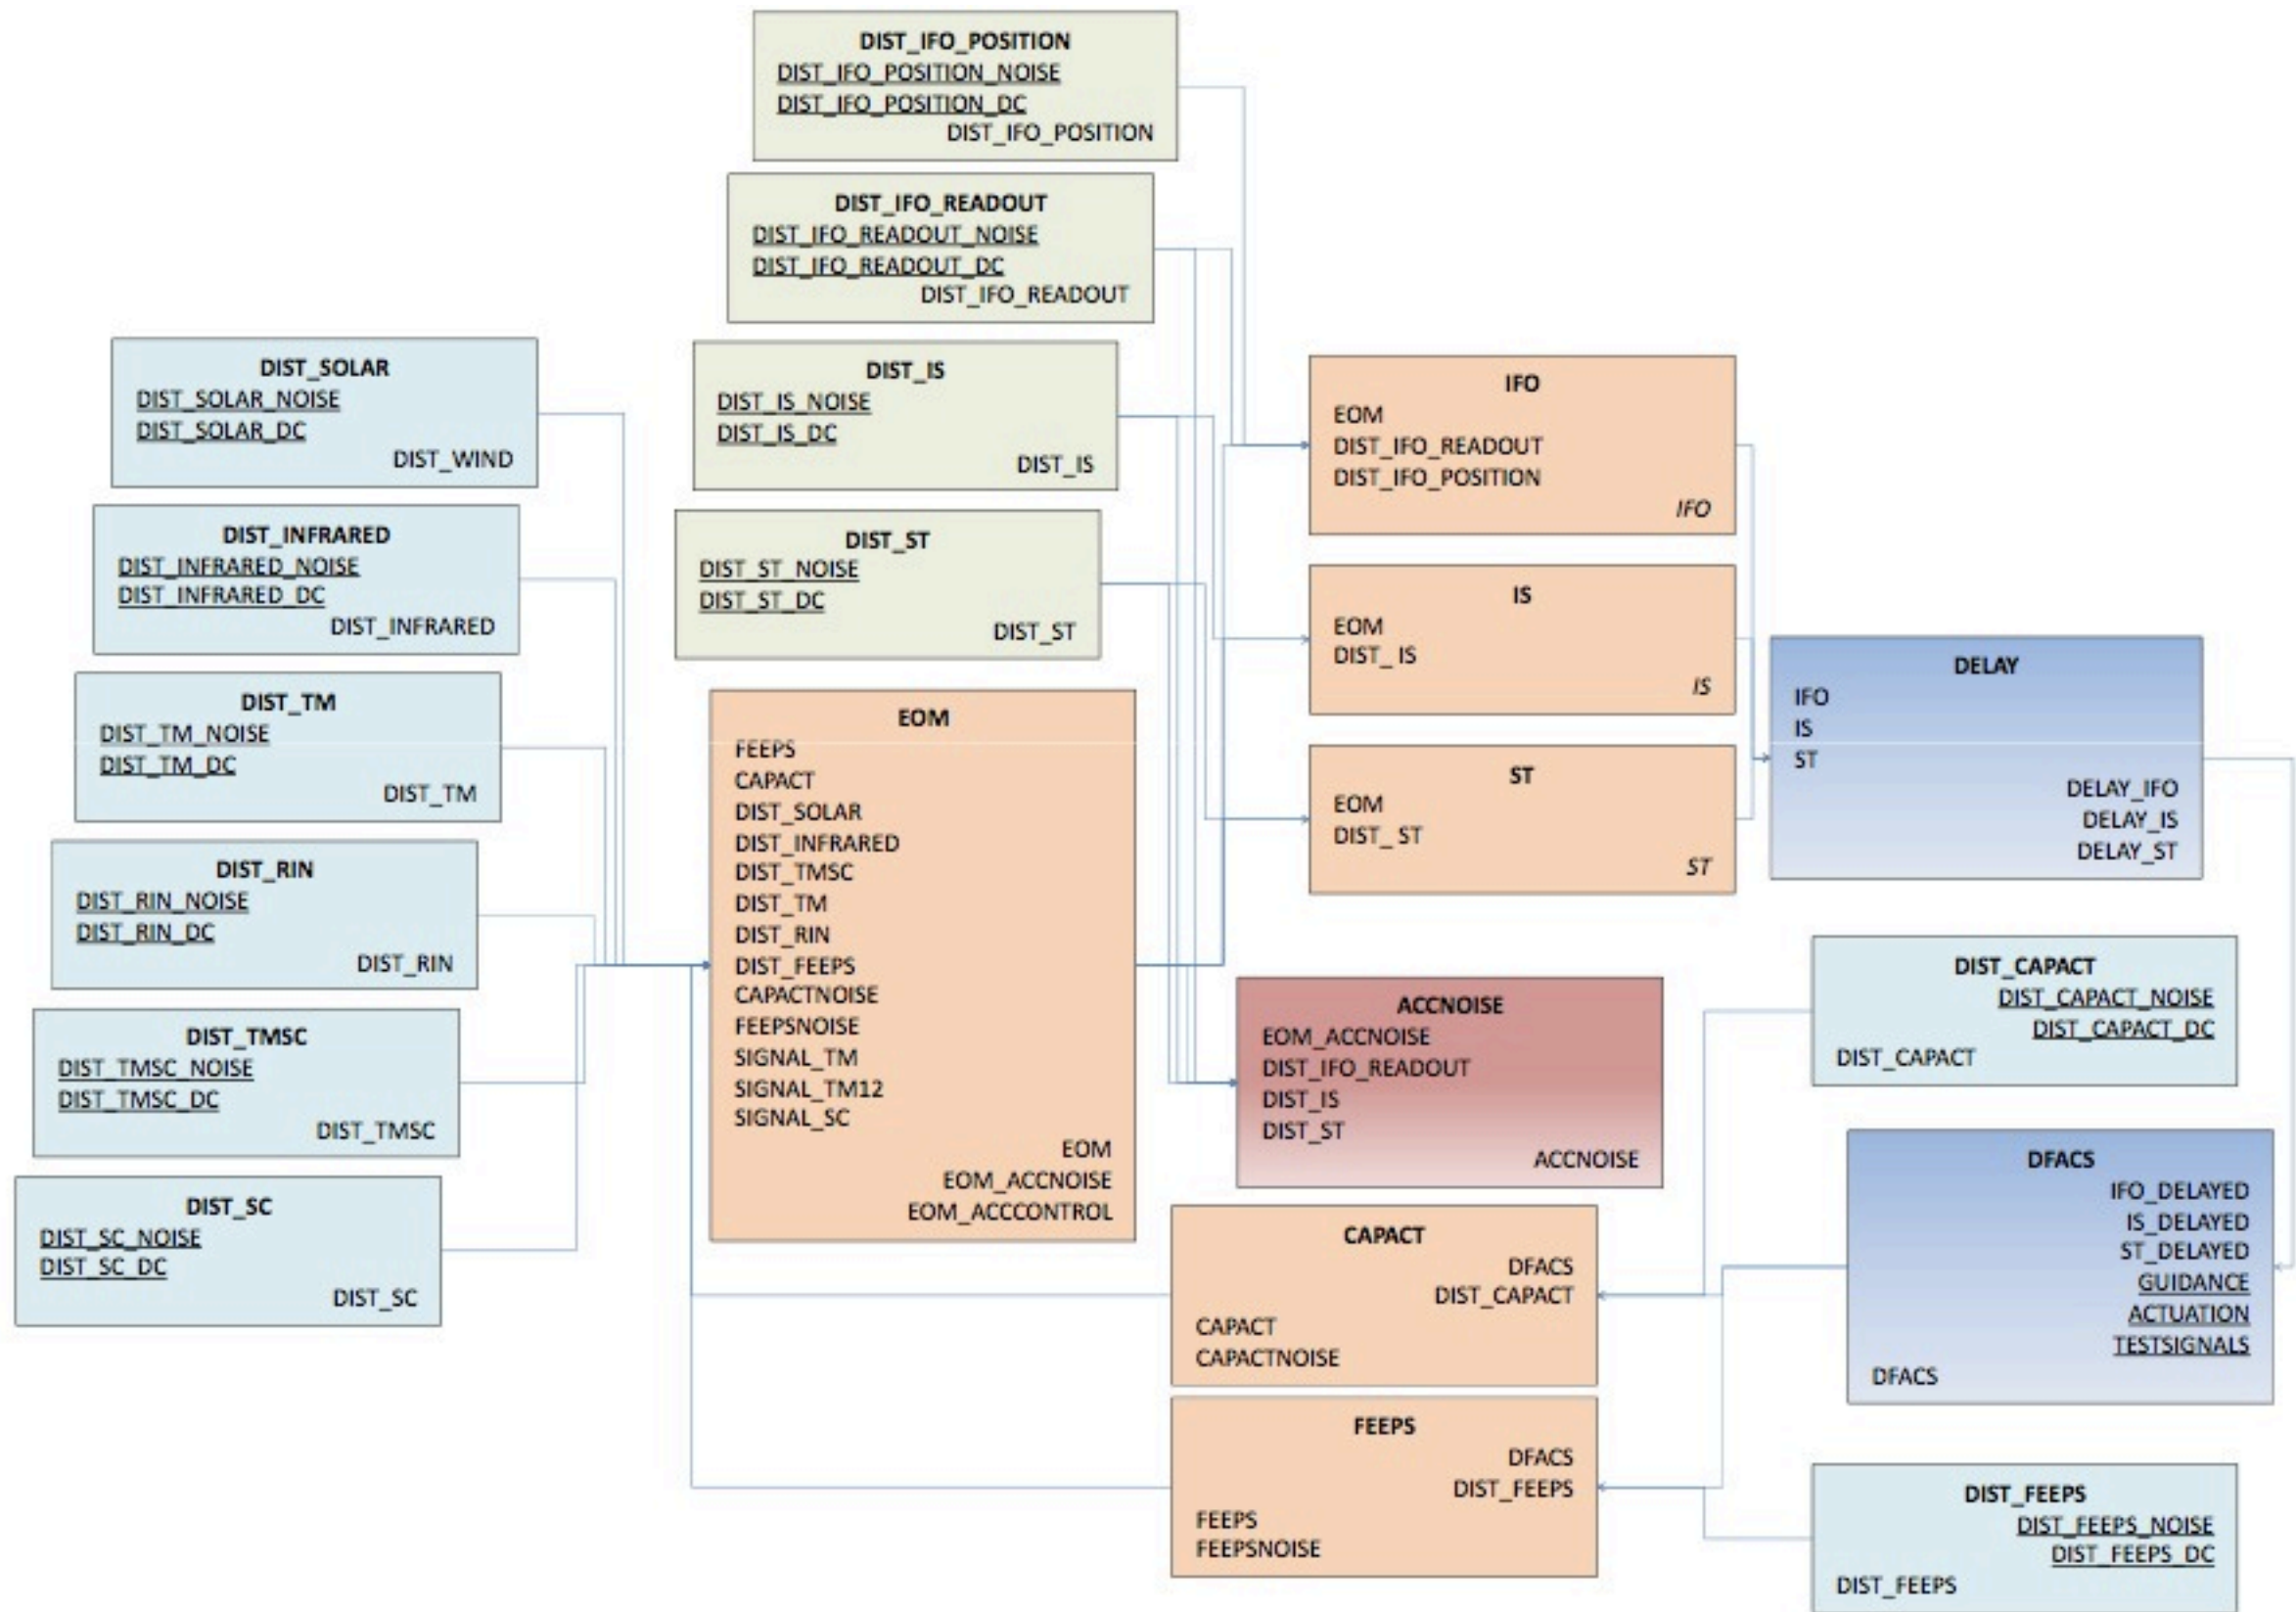 DIST_IFO_POSITION
DIST_IFO_POSITION_NOISE
DIST_IFO_POSITION_DC
DIST_IFO_POSITION
DIST_IFO_READOUT
DIST_IFO_READOUT_NOISE
DIST_IFO_READOUT_DC
DIST_IFO_READOUT
DIST_SOLAR
DIST_SOLAR_NOISE
DIST_SOLAR_DC
DIST_WIND
DIST_INFRARED
DIST_INFRARED_NOISE
DIST_INFRARED_DC
DIST_INFRARED
DIST_TM
DIST_TM_NOISE
DIST_TM_DC
DIST_TM
DIST_RIN
DIST_RIN_NOISE
DIST_RIN_DC
DIST_RIN
DIST_TMSC
DIST_TMSC_NOISE
DIST_TMSC_DC
DIST_TMSC
DIST_SC
DIST_SC_NOISE
DIST_SC_DC
DIST_SC
DIST_IS
DIST_IS_NOISE
DIST_IS_DC
DIST_IS
DIST_ST
DIST_ST_NOISE
DIST_ST_DC
DIST_ST
EOM
FEEPS
CAPACT
DIST_SOLAR
DIST_INFRARED
DIST_TMSC
DIST_TM
DIST_RIN
DIST_FEEPS
CAPACTNOISE
FEEPSNOISE
SIGNAL_TM
SIGNAL_TM12
SIGNAL_SC
EOM
EOM_ACCNOISE
EOM_ACCCONTROL
IFO
EOM
DIST_IFO_READOUT
DIST_IFO_POSITION
IFO
IS
EOM
DIST_ IS
IS
ST
EOM
DIST_ ST
ST
ACCNOISE
EOM_ACCNOISE
DIST_IFO_READOUT
DIST_IS
DIST_ST
ACCNOISE
CAPACT
DFACS
DIST_CAPACT
CAPACT
CAPACTNOISE
FEEPS
DFACS
DIST_FEEPS
FEEPS
FEEPSNOISE
DELAY
IFO
IS
ST
DELAY_IFO
DELAY_IS
DELAY_ST
DIST_CAPACT
DIST_CAPACT_NOISE
DIST_CAPACT_DC
DIST_CAPACT
DFACS
IFO_DELAYED
IS_DELAYED
ST_DELAYED
GUIDANCE
ACTUATION
TESTSIGNALS
DFACS
DIST_FEEPS
DIST_FEEPS_NOISE
DIST_FEEPS_DC
DIST_FEEPS